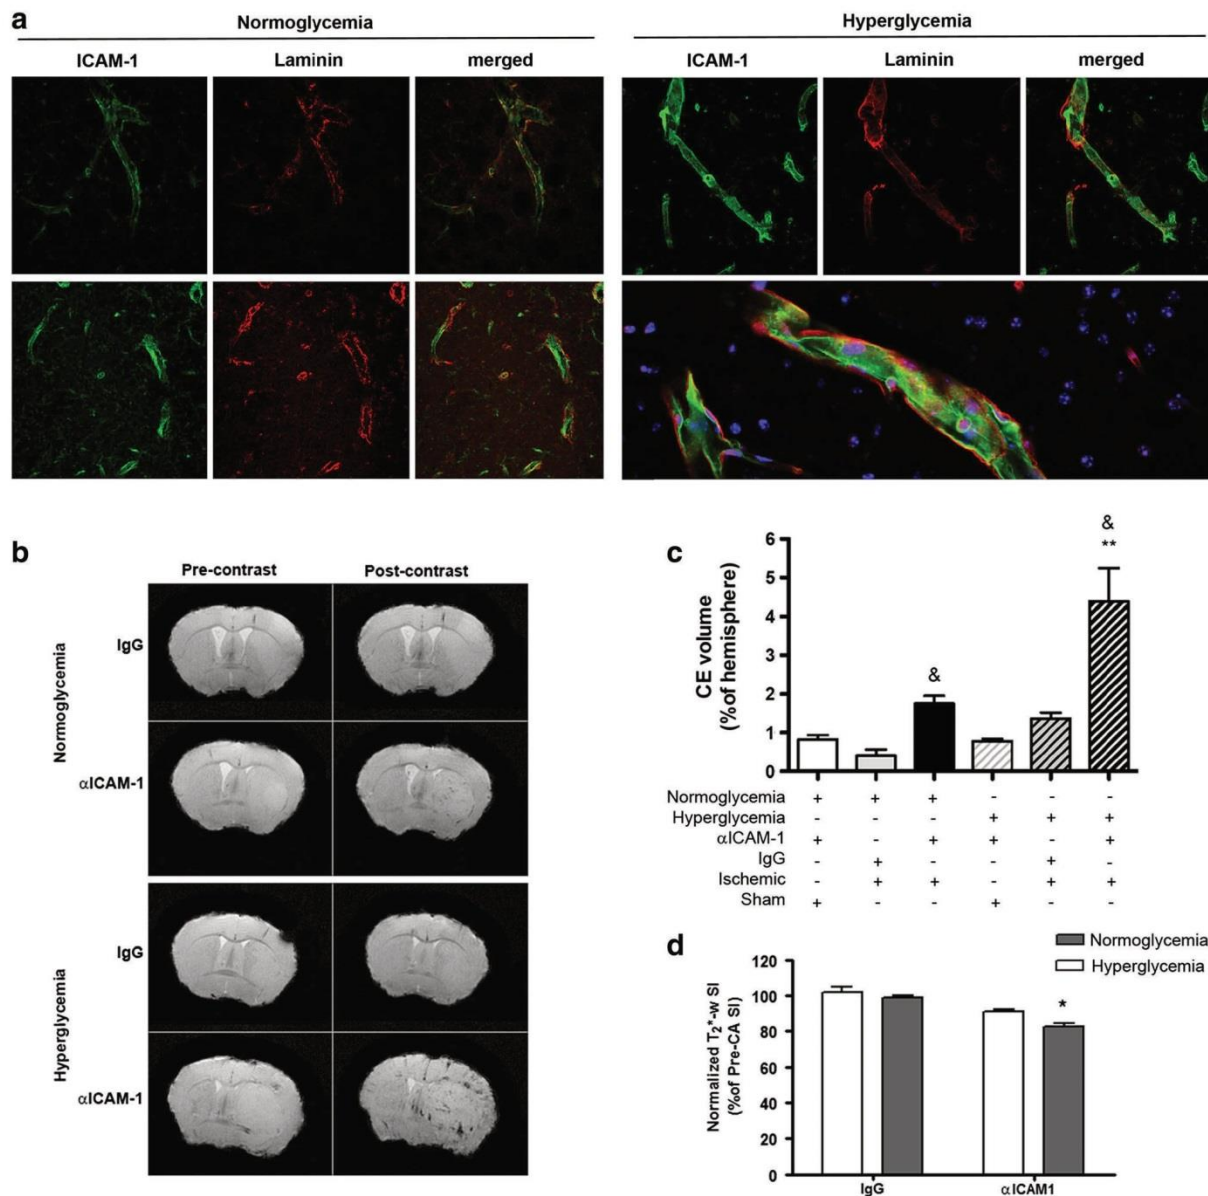 a
Normoglycemia
Hyperglycemia
ICAM-1 Laminin merged
ICAM-1 Laminin merged
b
Pre-contrast Post-contrast
Normoglycemia
IgG
αICAM-1
Hyperglycemia
IgG
αICAM-1
c
CE volume
(%of hemisphere)
6
5
4
3
2
1
0
&
&
**
Normoglycemia + + + - - -
Hyperglycemia - - - + + +
αICAM-1 + - + + - +
IgG - + - - + -
Ischemic - + + - + +
Sham + - - + - -
d
Normoglycemia
Hyperglycemia
Normalized T2*-w SI
(%of Pre-CA SI)
120
100
80
60
40
20
0
*
IgG αICAM1